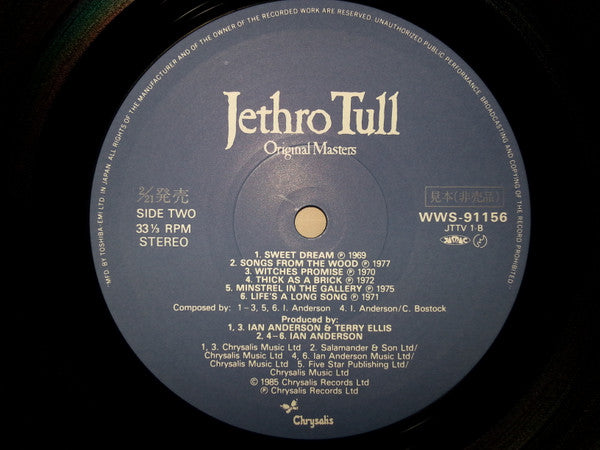 MFD. BY TOSHIBA-EMI LTD. IN JAPAN. ALL RIGHTS OF THE MANUFACTURER AND OF THE OWNER OF THE RECORDED WORK ARE RESERVED. UNAUTHORIZED PUBLIC PERFORMANCE, BROADCASTING AND COPYING OF THE RECORD PROHIBITED.
Jethro Tull
Original Masters
2/21発売
見本(非売品)
SIDE TWO
WWS-91156
33⅓ RPM
JTTV 1-B
STEREO
1. SWEET DREAM ℗ 1969
2. SONGS FROM THE WOOD ℗ 1977
3. WITCHES PROMISE ℗ 1970
4. THICK AS A BRICK ℗ 1972
5. MINSTREL IN THE GALLERY ℗ 1975
6. LIFE'S A LONG SONG ℗ 1971
Composed by: 1–3, 5, 6. I. Anderson 4. I. Anderson/C. Bostock
Produced by:
1, 3. IAN ANDERSON & TERRY ELLIS
2, 4–6. IAN ANDERSON
1, 3. Chrysalis Music Ltd 2. Salamander & Son Ltd/
Chrysalis Music Ltd 4, 6. Ian Anderson Music Ltd/
Chrysalis Music Ltd 5. Five Star Publishing Ltd/
Chrysalis Music Ltd
© 1985 Chrysalis Records Ltd
℗ Chrysalis Records Ltd
Chrysalis